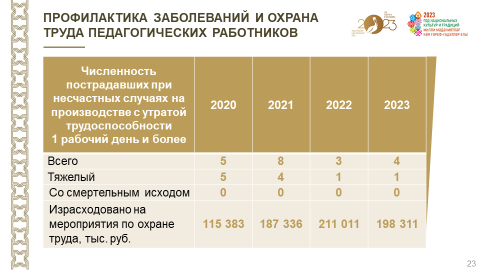 ПРОФИЛАКТИКА ЗАБОЛЕВАНИЙ И ОХРАНА
ТРУДА ПЕДАГОГИЧЕСКИХ РАБОТНИКОВ
2023
Численность
пострадавших при
несчастных случаях на
производстве с утратой
трудоспособности
1 рабочий день и более
2020 2021 2022 2023
Всего 5 8 3 4
Тяжелый 5 4 1 1
Со смертельным исходом 0 0 0 0
Израсходовано на
мероприятия по охране
труда, тыс. руб.
115 383 187 336 211 011 198 311
23